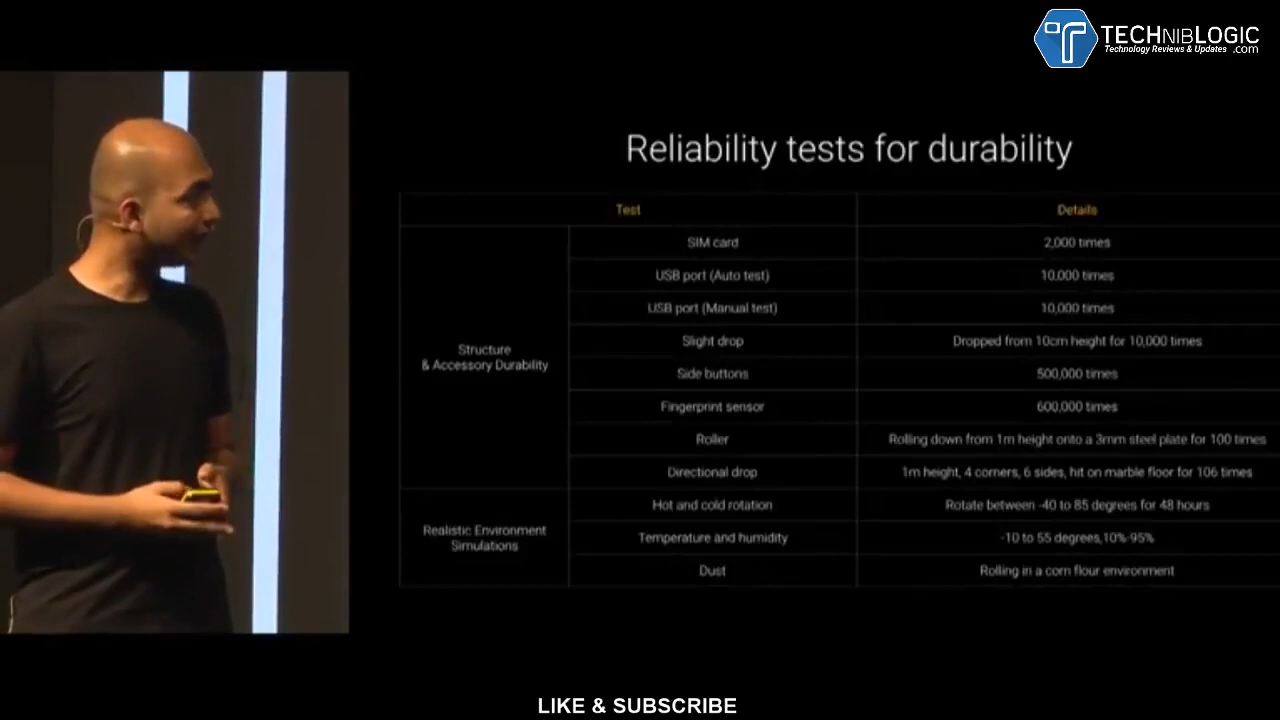 TECHNIBLOGIC
Technology Reviews & Updates .com
Reliability tests for durability
Test Details
Structure
& Accessory Durability
SIM card 2,000 times
USB port (Auto test) 10,000 times
USB port (Manual test) 10,000 times
Slight drop Dropped from 10cm height for 10,000 times
Side buttons 500,000 times
Fingerprint sensor 600,000 times
Roller Rolling down from 1m height onto a 3mm steel plate for 100 times
Directional drop 1m height, 4 corners, 6 sides, hit on marble floor for 106 times
Realistic Environment
Simulations
Hot and cold rotation Rotate between -40 to 85 degrees for 48 hours
Temperature and humidity -10 to 55 degrees,10%-95%
Dust Rolling in a corn flour environment
LIKE & SUBSCRIBE